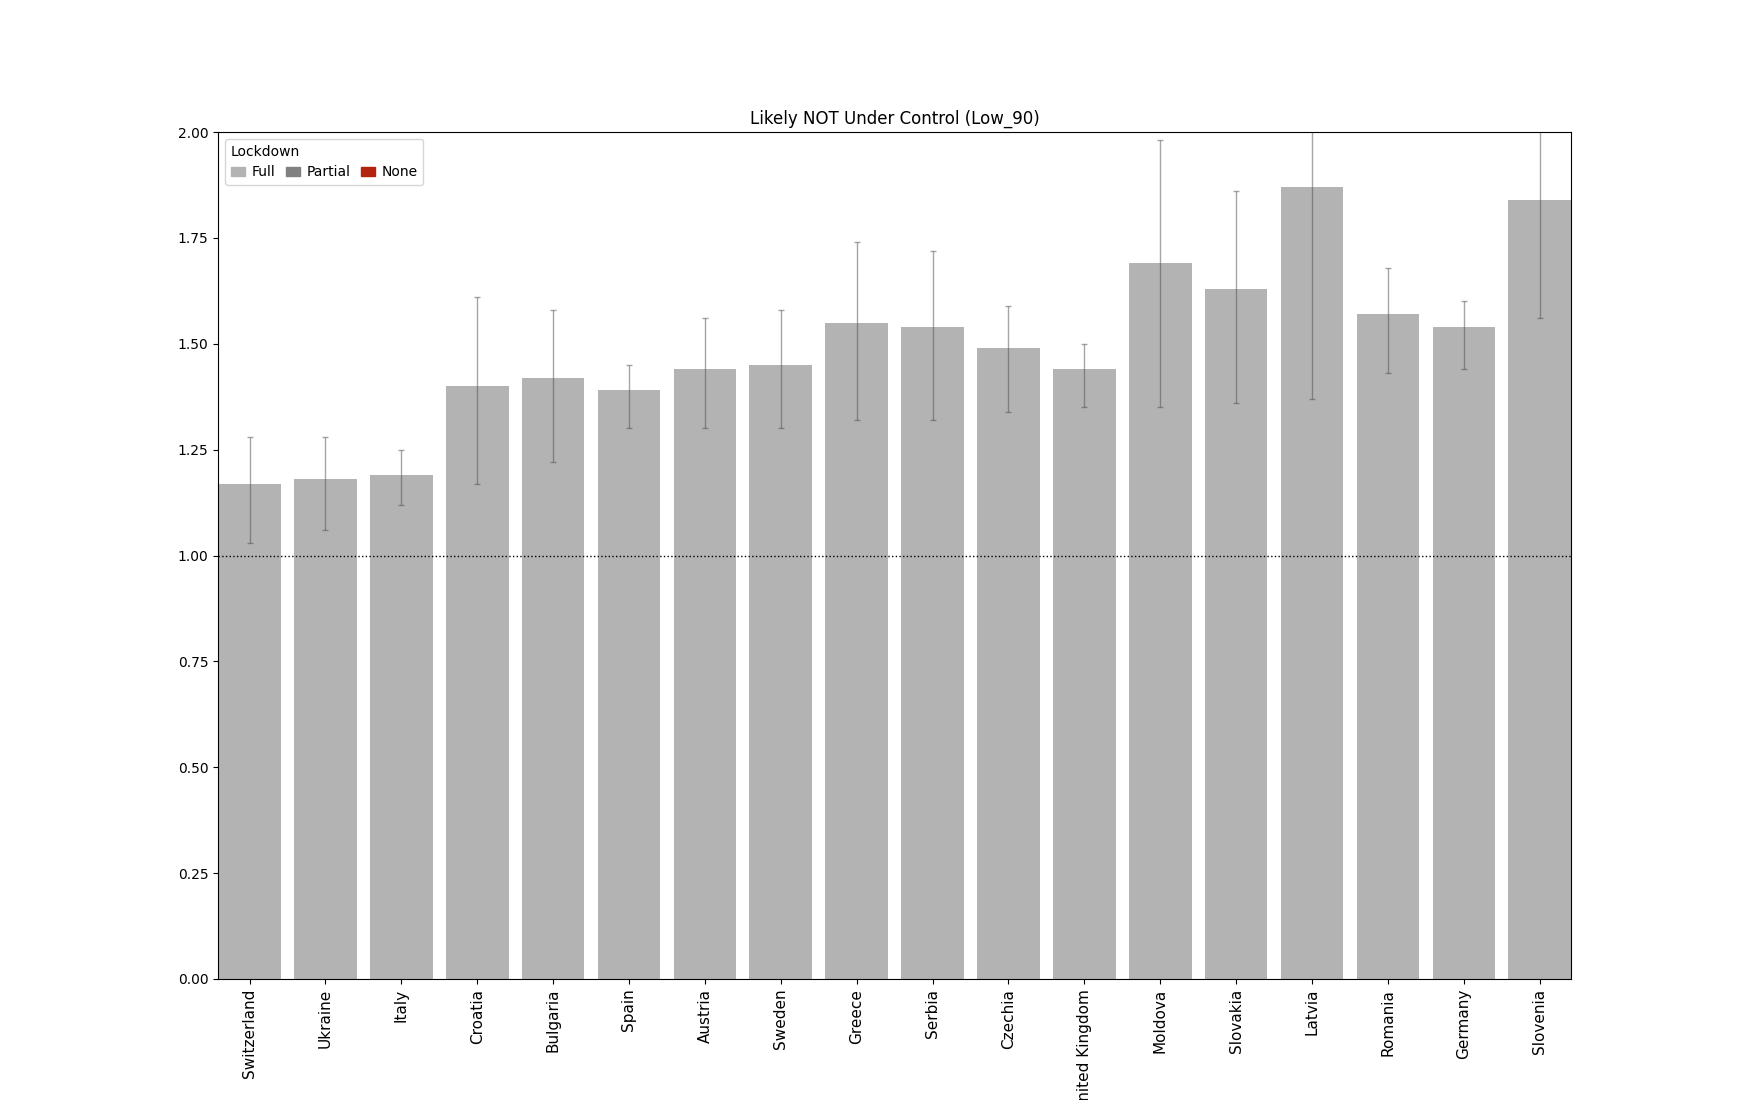 Likely NOT Under Control (Low_90)
Lockdown
Full Partial None
2.00
1.75
1.50
1.25
1.00
0.75
0.50
0.25
0.00
Switzerland
Ukraine
Italy
Croatia
Bulgaria
Spain
Austria
Sweden
Greece
Serbia
Czechia
nited Kingdom
Moldova
Slovakia
Latvia
Romania
Germany
Slovenia